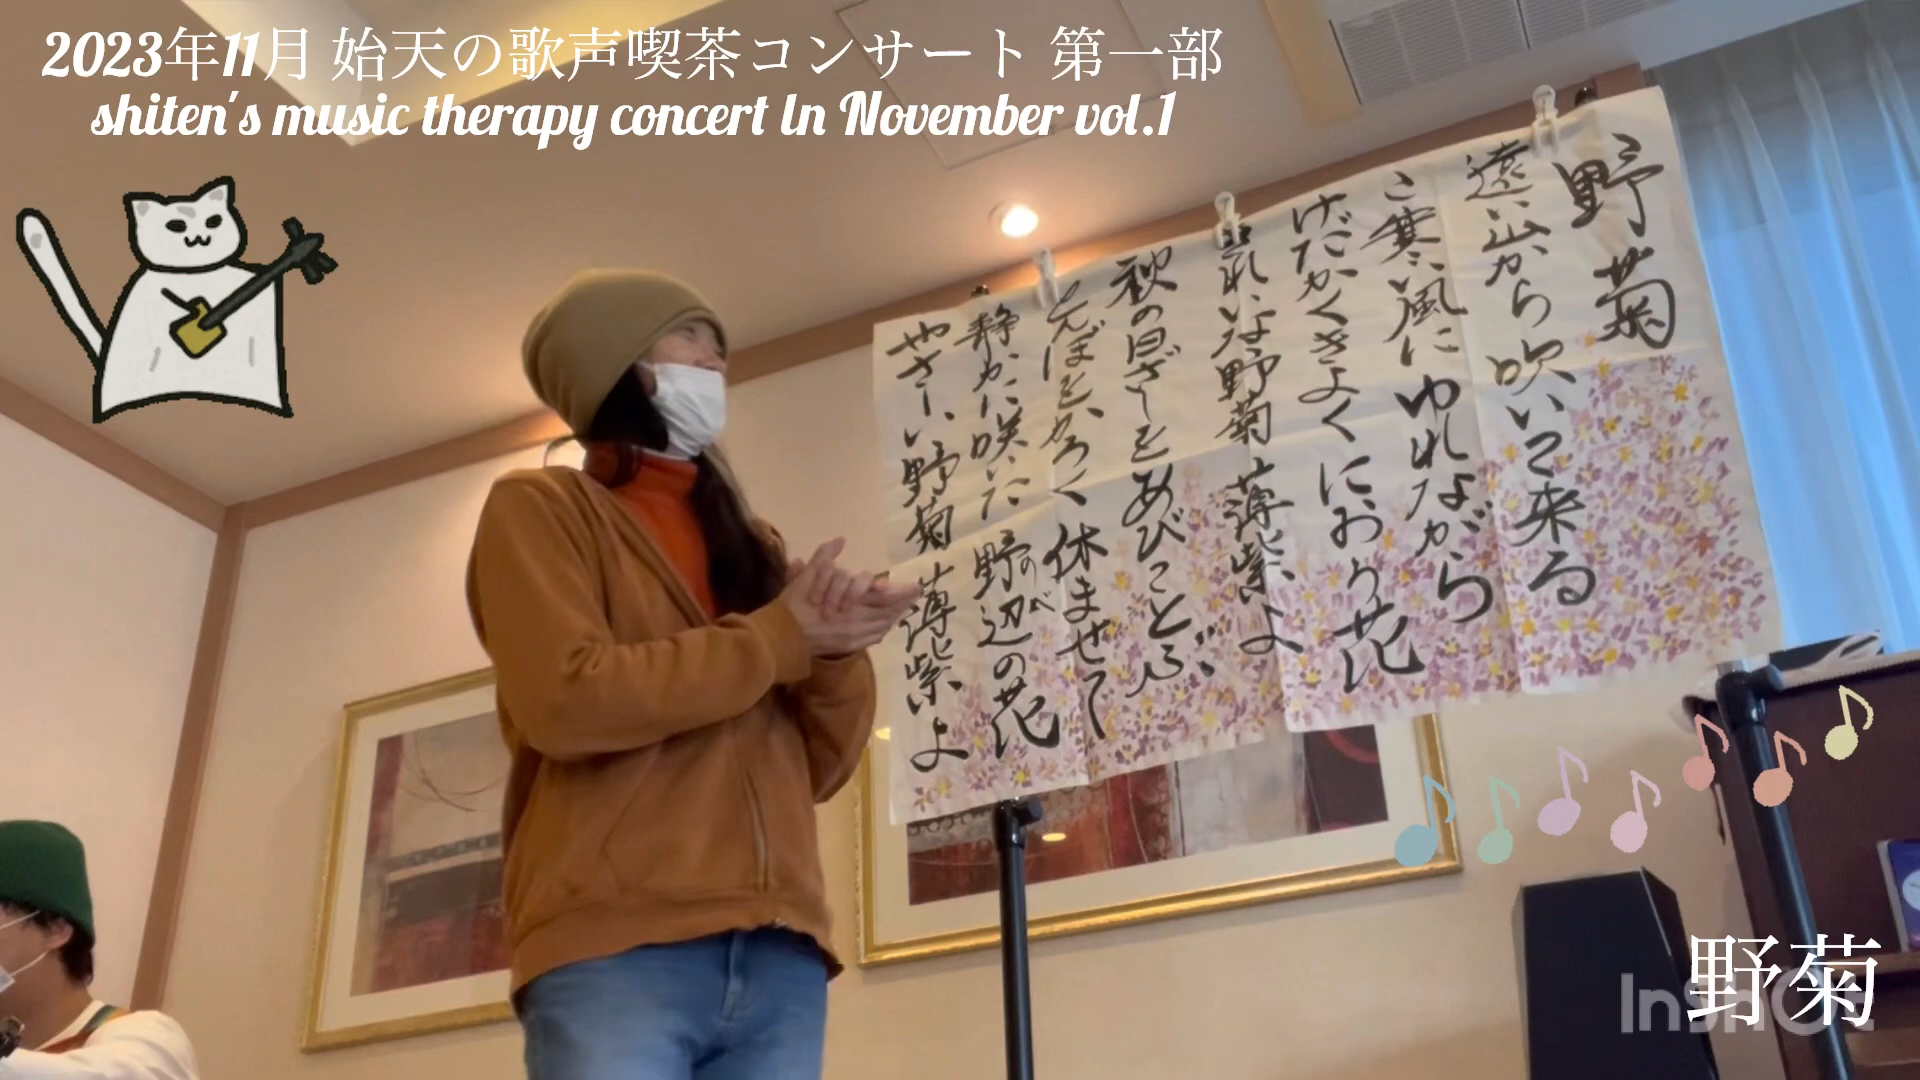 2023年11月 始天の歌声喫茶コンサート 第一部
shiten's music therapy concert In November vol.1
野菊
遠い山から吹いて来る
こ寒い風にゆれながら
けだかくきよくにおう花
きれいな野菊 薄紫よ
秋の日ざしをあびてとぶ
とんぼをかろく休ませて
静かに咲いた 野辺の花
のべ
やさしい野菊 薄紫よ
野菊
InShOt